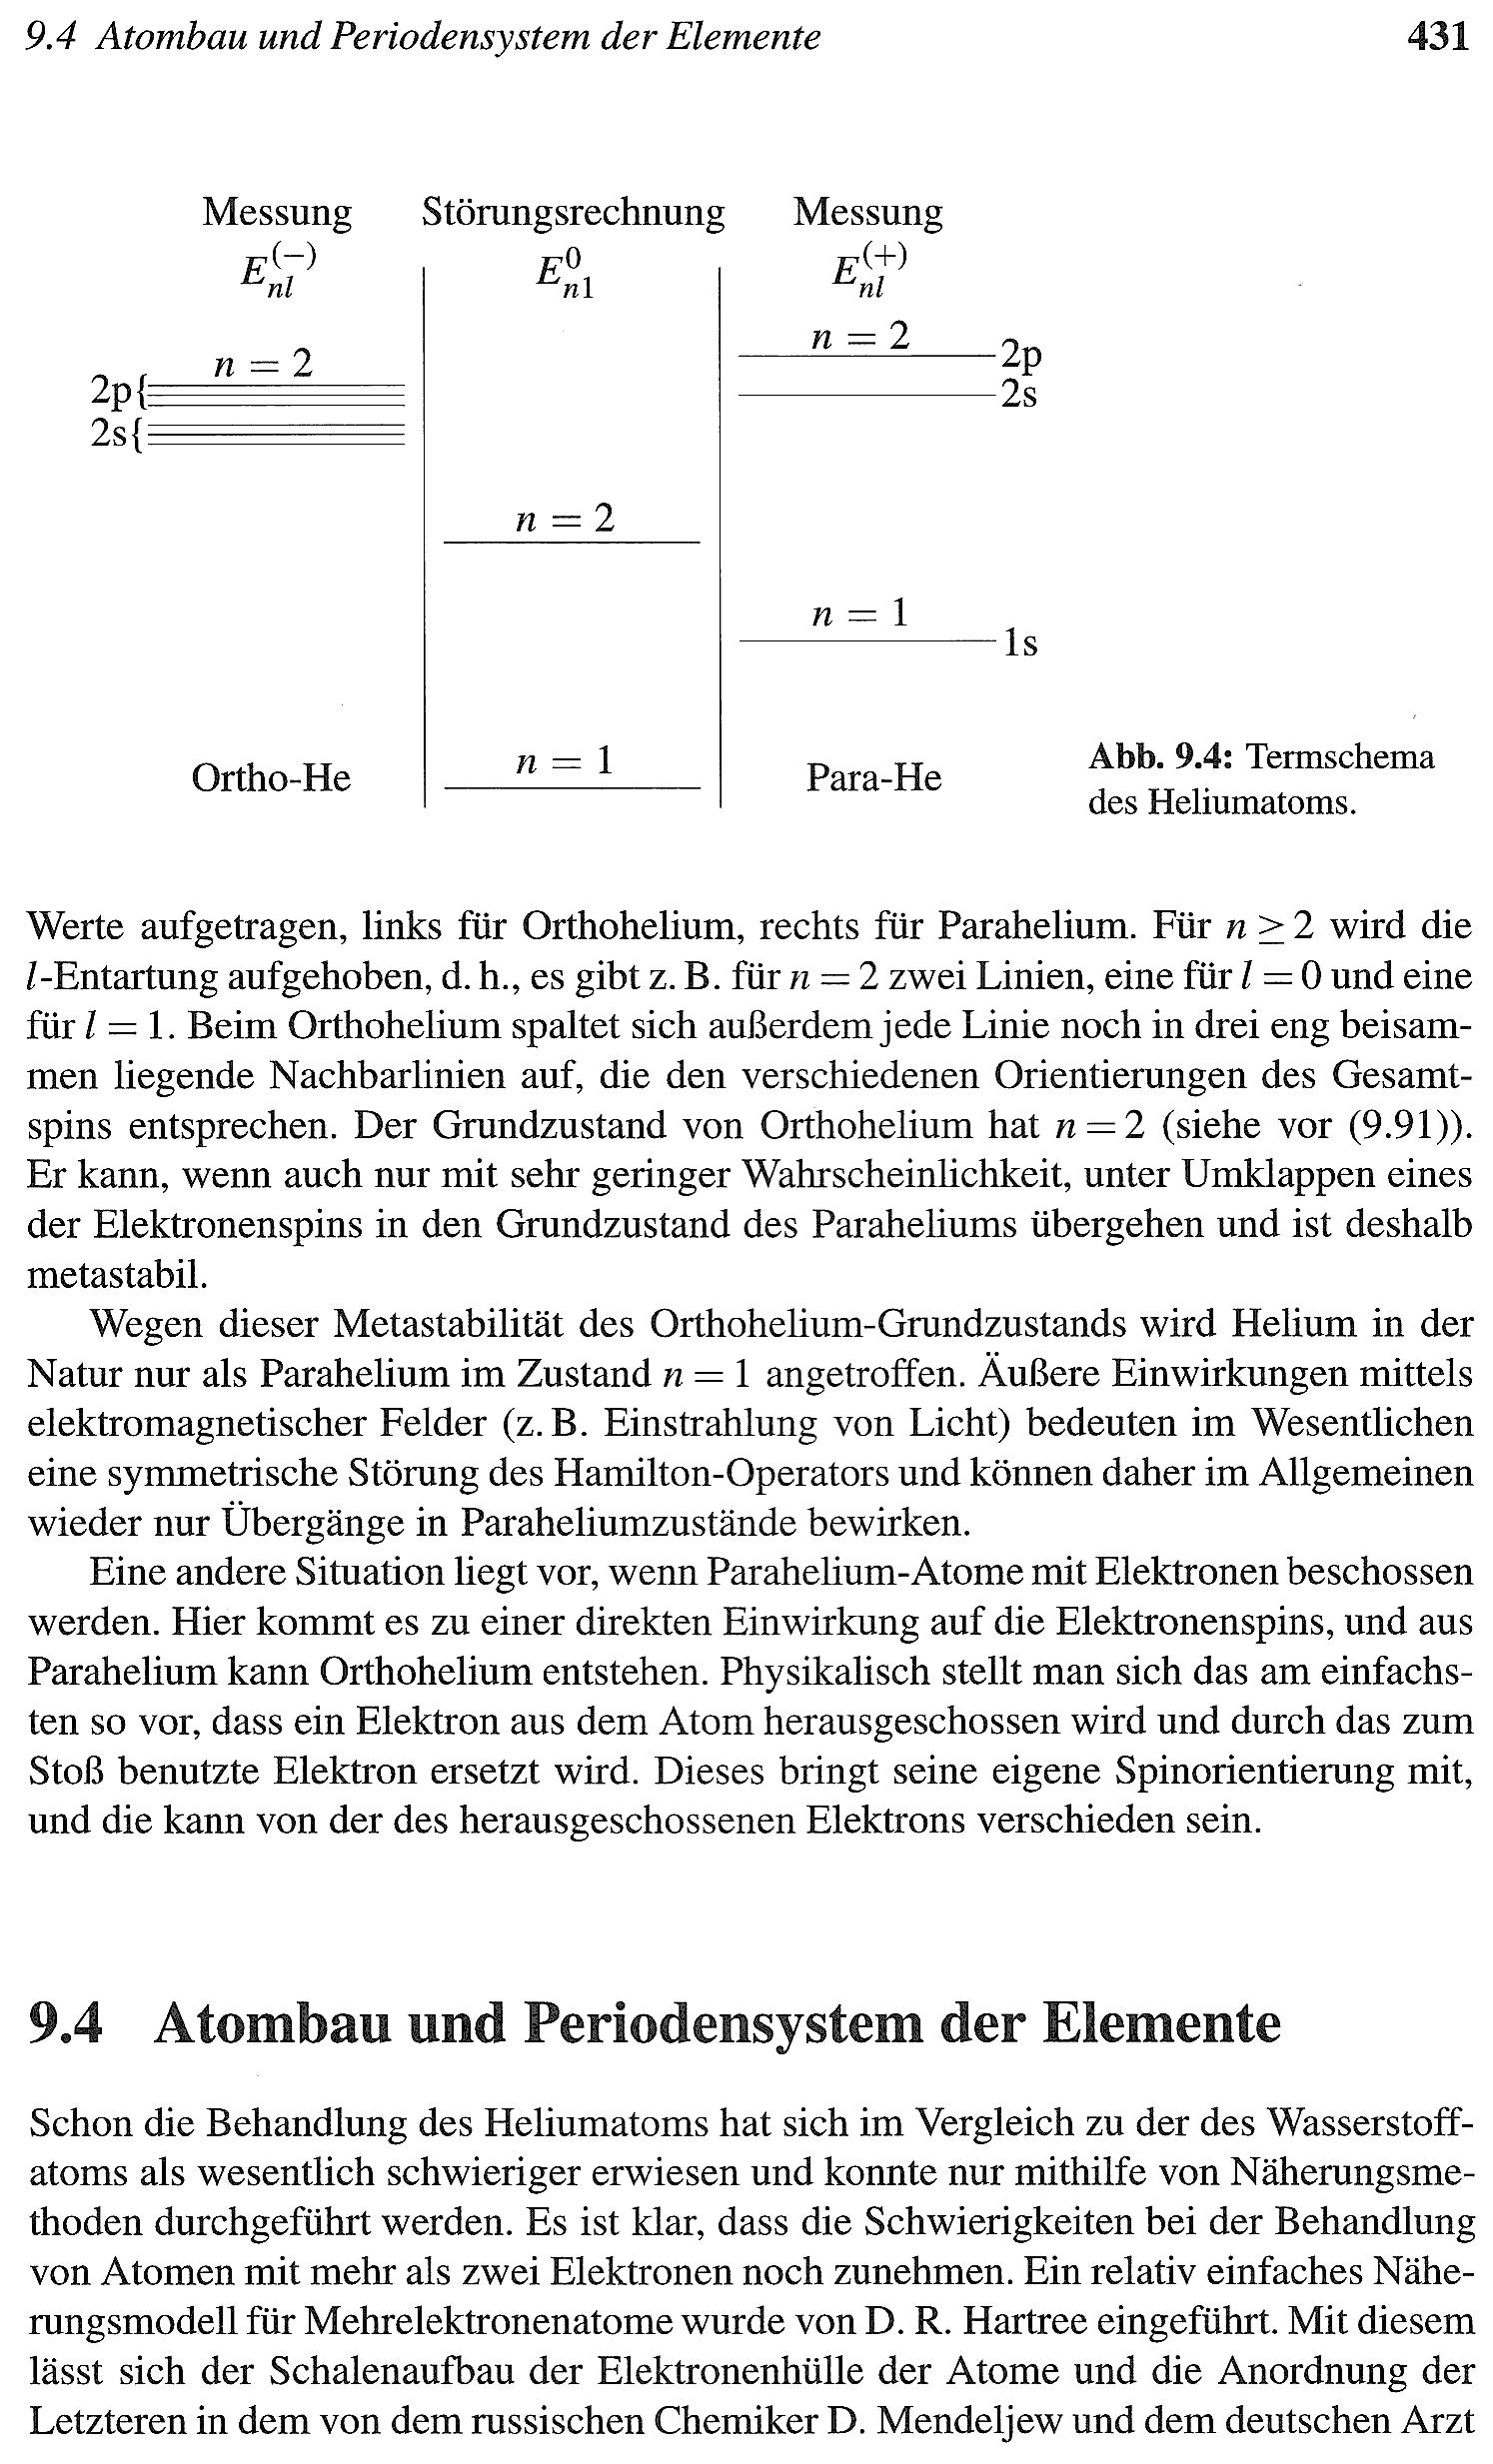 9.4 Atombau und Periodensystem der Elemente 431
Messung Störungsrechnung Messung
E_{nl}^{(−)} E_{n1}^{0} E_{nl}^{(+)}
n = 2
2p
n = 2
2p{
2s
2s{
n = 2
n = 1
1s
n = 1
Ortho-He
Para-He
Abb. 9.4: Termschema
des Heliumatoms.
Werte aufgetragen, links für Orthohelium, rechts für Parahelium. Für n ≥ 2 wird die
l-Entartung aufgehoben, d. h., es gibt z. B. für n = 2 zwei Linien, eine für l = 0 und eine
für l = 1. Beim Orthohelium spaltet sich außerdem jede Linie noch in drei eng beisam-
men liegende Nachbarlinien auf, die den verschiedenen Orientierungen des Gesamt-
spins entsprechen. Der Grundzustand von Orthohelium hat n = 2 (siehe vor (9.91)).
Er kann, wenn auch nur mit sehr geringer Wahrscheinlichkeit, unter Umklappen eines
der Elektronenspins in den Grundzustand des Paraheliums übergehen und ist deshalb
metastabil.
Wegen dieser Metastabilität des Orthohelium-Grundzustands wird Helium in der
Natur nur als Parahelium im Zustand n = 1 angetroffen. Äußere Einwirkungen mittels
elektromagnetischer Felder (z. B. Einstrahlung von Licht) bedeuten im Wesentlichen
eine symmetrische Störung des Hamilton-Operators und können daher im Allgemeinen
wieder nur Übergänge in Paraheliumzustände bewirken.
Eine andere Situation liegt vor, wenn Parahelium-Atome mit Elektronen beschossen
werden. Hier kommt es zu einer direkten Einwirkung auf die Elektronenspins, und aus
Parahelium kann Orthohelium entstehen. Physikalisch stellt man sich das am einfachs-
ten so vor, dass ein Elektron aus dem Atom herausgeschossen wird und durch das zum
Stoß benutzte Elektron ersetzt wird. Dieses bringt seine eigene Spinorientierung mit,
und die kann von der des herausgeschossenen Elektrons verschieden sein.
9.4 Atombau und Periodensystem der Elemente
Schon die Behandlung des Heliumatoms hat sich im Vergleich zu der des Wasserstoff-
atoms als wesentlich schwieriger erwiesen und konnte nur mithilfe von Näherungsme-
thoden durchgeführt werden. Es ist klar, dass die Schwierigkeiten bei der Behandlung
von Atomen mit mehr als zwei Elektronen noch zunehmen. Ein relativ einfaches Nähe-
rungsmodell für Mehrelektronenatome wurde von D. R. Hartree eingeführt. Mit diesem
lässt sich der Schalenaufbau der Elektronenhülle der Atome und die Anordnung der
Letzteren in dem von dem russischen Chemiker D. Mendeljew und dem deutschen Arzt